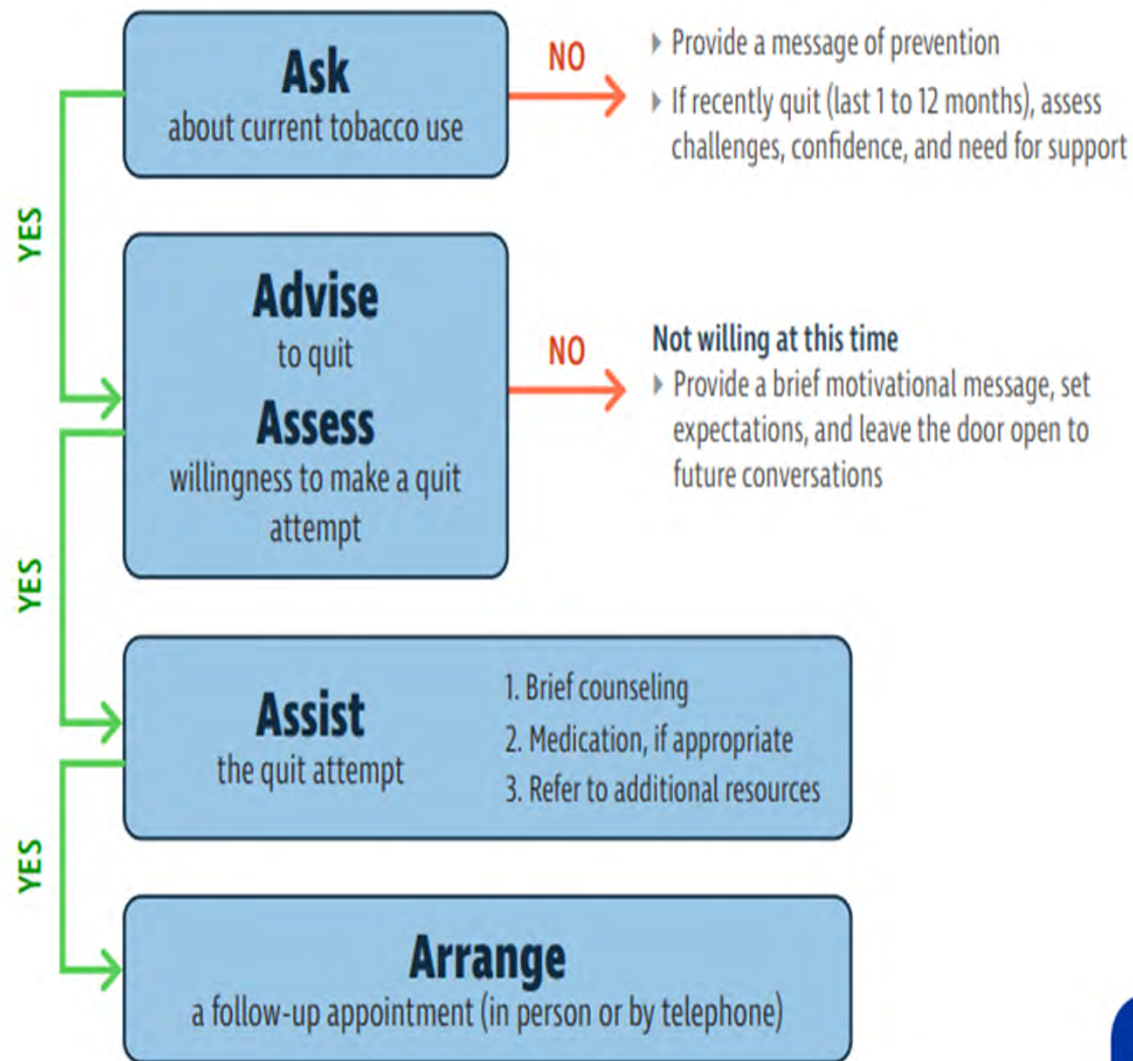 Ask
about current tobacco use
NO
▸ Provide a message of prevention
▸ If recently quit (last 1 to 12 months), assess
challenges, confidence, and need for support
YES
Advise
to quit
Assess
willingness to make a quit
attempt
NO
Not willing at this time
▸ Provide a brief motivational message, set
expectations, and leave the door open to
future conversations
YES
Assist
the quit attempt
1. Brief counseling
2. Medication, if appropriate
3. Refer to additional resources
YES
Arrange
a follow-up appointment (in person or by telephone)